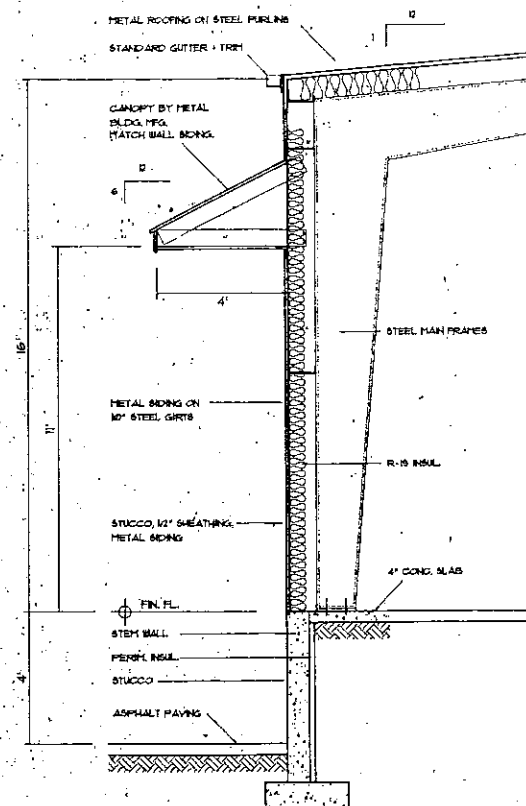 METAL ROOFING ON STEEL PURLINS
12
1
STANDARD GUTTER + TRIM
CANOPY BY METAL
BLDG. MFG.
MATCH WALL SIDING.
12
6
4'
16'
11'
STEEL MAIN FRAMES
METAL SIDING ON
STEEL GIRTS
R-19 INSUL.
STUCCO, 1/2" SHEATHING,
METAL SIDING
4" CONC. SLAB
FIN. FL.
STEM WALL
PERIM. INSUL.
STUCCO
4'
ASPHALT PAVING